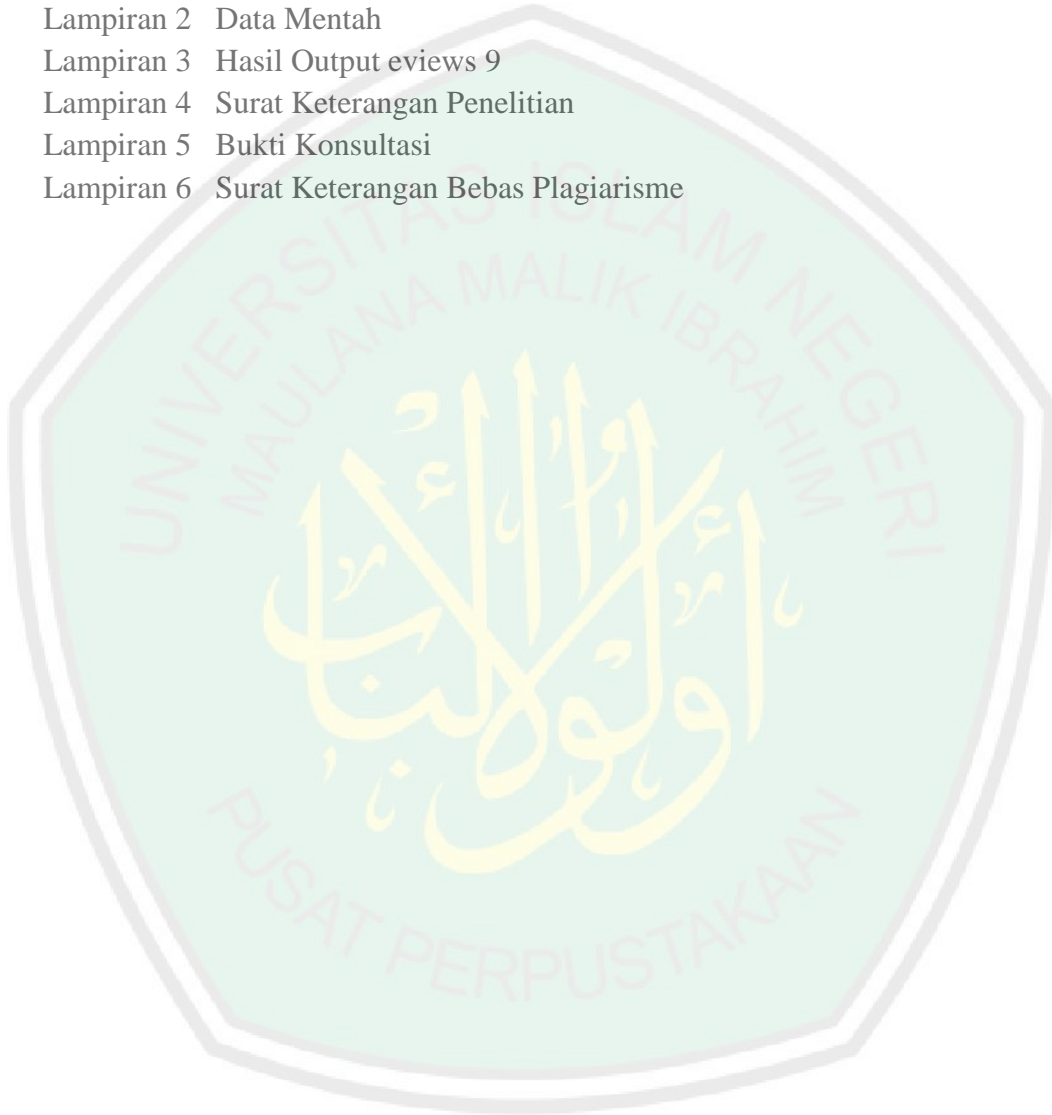 Lampiran 2 Data Mentah
Lampiran 3 Hasil Output eviews 9
Lampiran 4 Surat Keterangan Penelitian
Lampiran 5 Bukti Konsultasi
Lampiran 6 Surat Keterangan Bebas Plagiarisme
UNIVERSITAS ISLAM NEGERI
MAULANA MALIK IBRAHIM
أولوا الألباب
PUSAT PERPUSTAKAAN